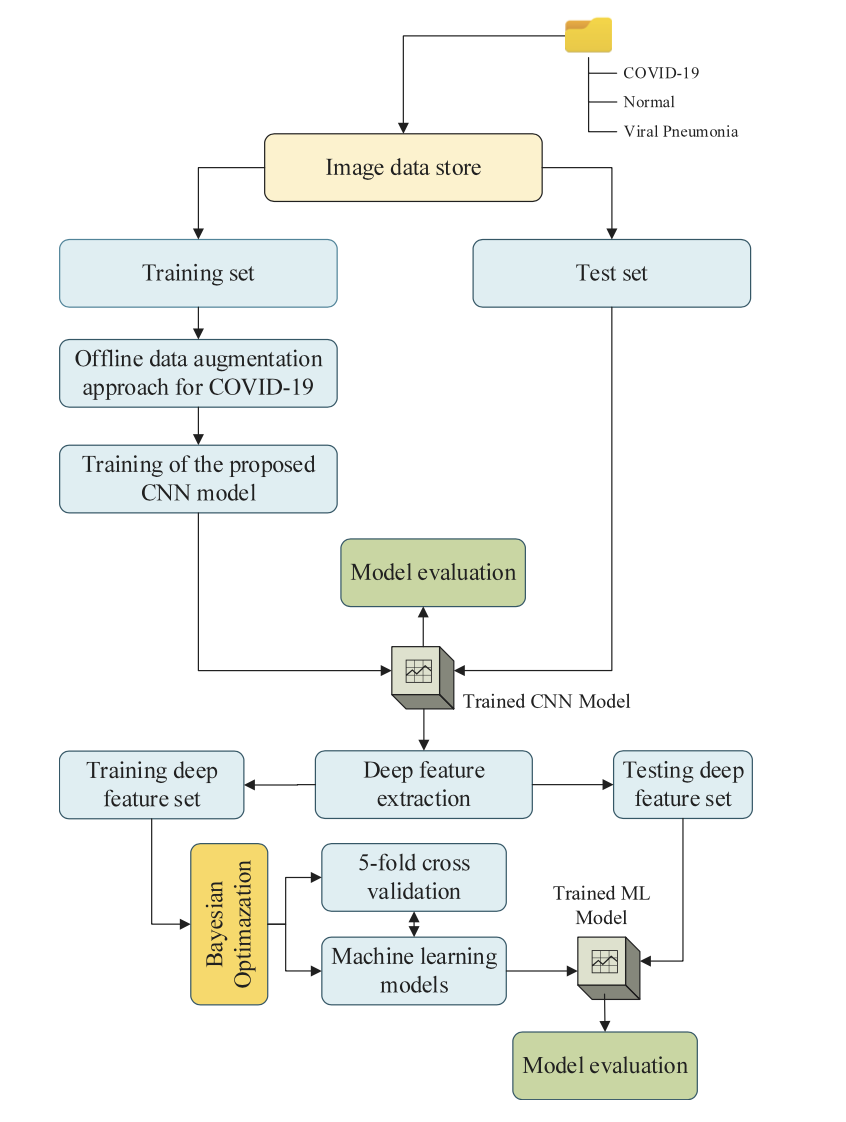 COVID-19
Normal
Viral Pneumonia
Image data store
Training set
Test set
Offline data augmentation
approach for COVID-19
Training of the proposed
CNN model
Model evaluation
Trained CNN Model
Training deep
feature set
Deep feature
extraction
Testing deep
feature set
Bayesian
Optimazation
5-fold cross
validation
Machine learning
models
Trained ML
Model
Model evaluation